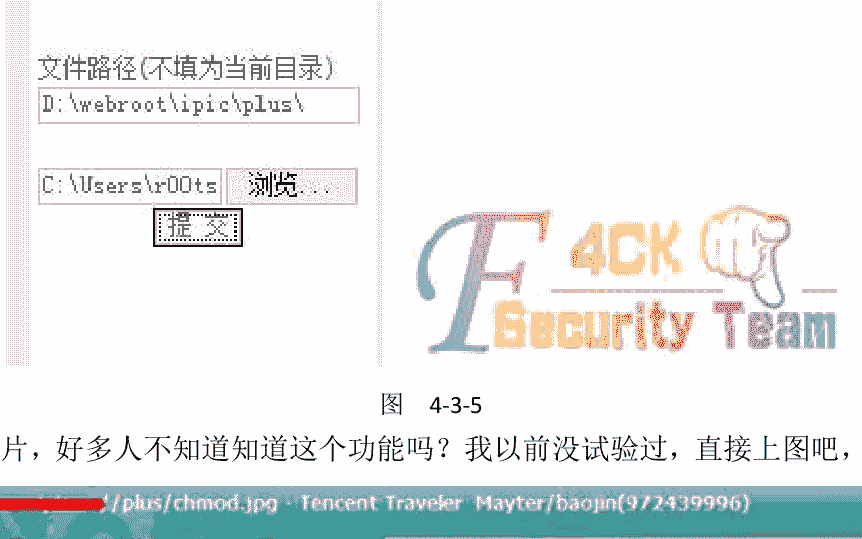 文件路径(不填为当前目录)
D:\webroot\ipic\plus\
C:\Users\r00ts
浏览...
提 交
F4CK
Security Team
图 4-3-5
片，好多人不知道知道这个功能吗？我以前没试验过，直接上图吧，
/plus/chmod.jpg - Tencent Traveler Mayter/baojin(972439996)